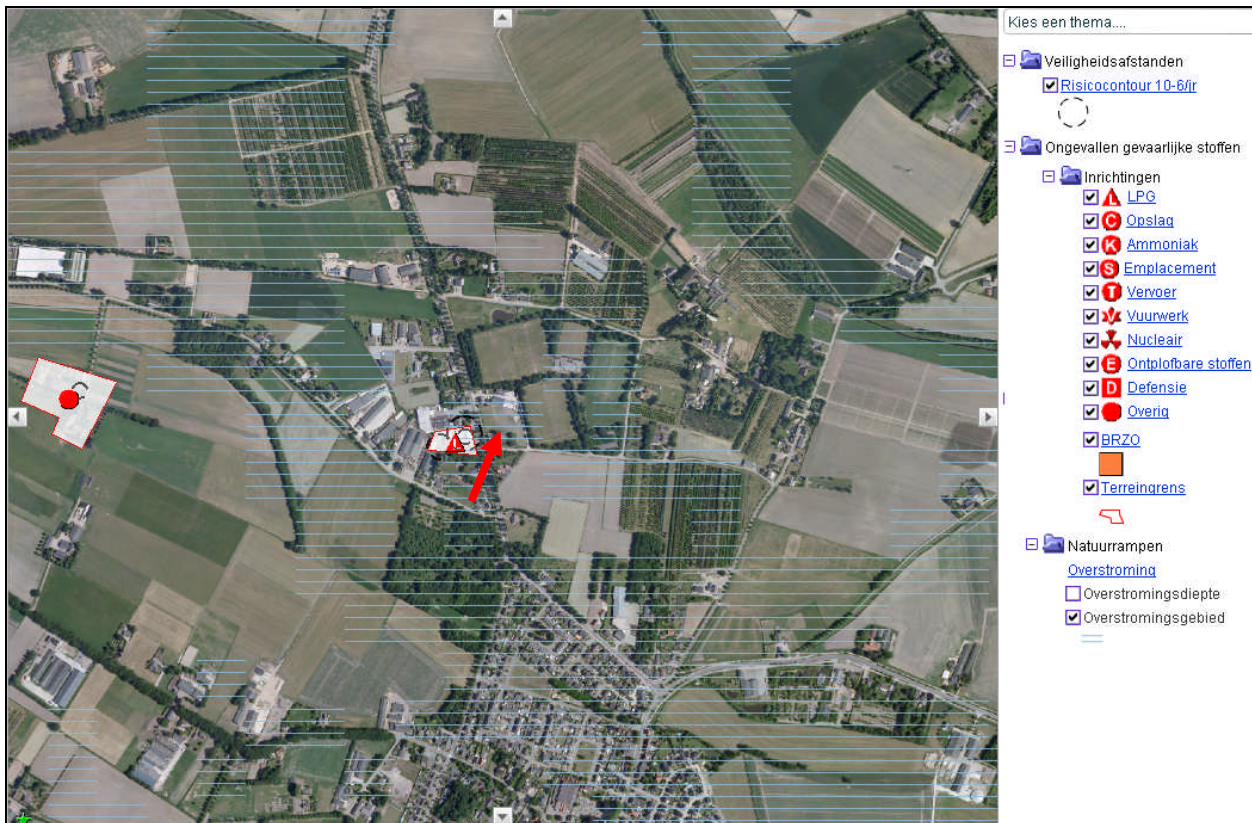 Kies een thema....
Veiligheidsafstanden
Risicocontour 10-6/jr
Ongevallen gevaarlijke stoffen
Inrichtingen
L LPG
C Opslag
K Ammoniak
S Emplacement
T Vervoer
Vuurwerk
Nucleair
E Ontplofbare stoffen
D Defensie
Overig
BRZO
Terreingrens
Natuurrampen
Overstroming
Overstromingsdiepte
Overstromingsgebied
L